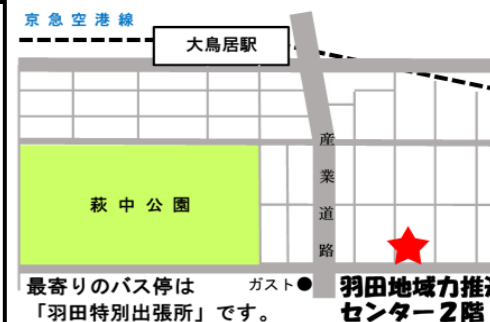 京急空港線
大鳥居駅
産業道路
萩中公園
最寄りのバス停は
「羽田特別出張所」です。
ガスト
羽田地域力推進
センター2階